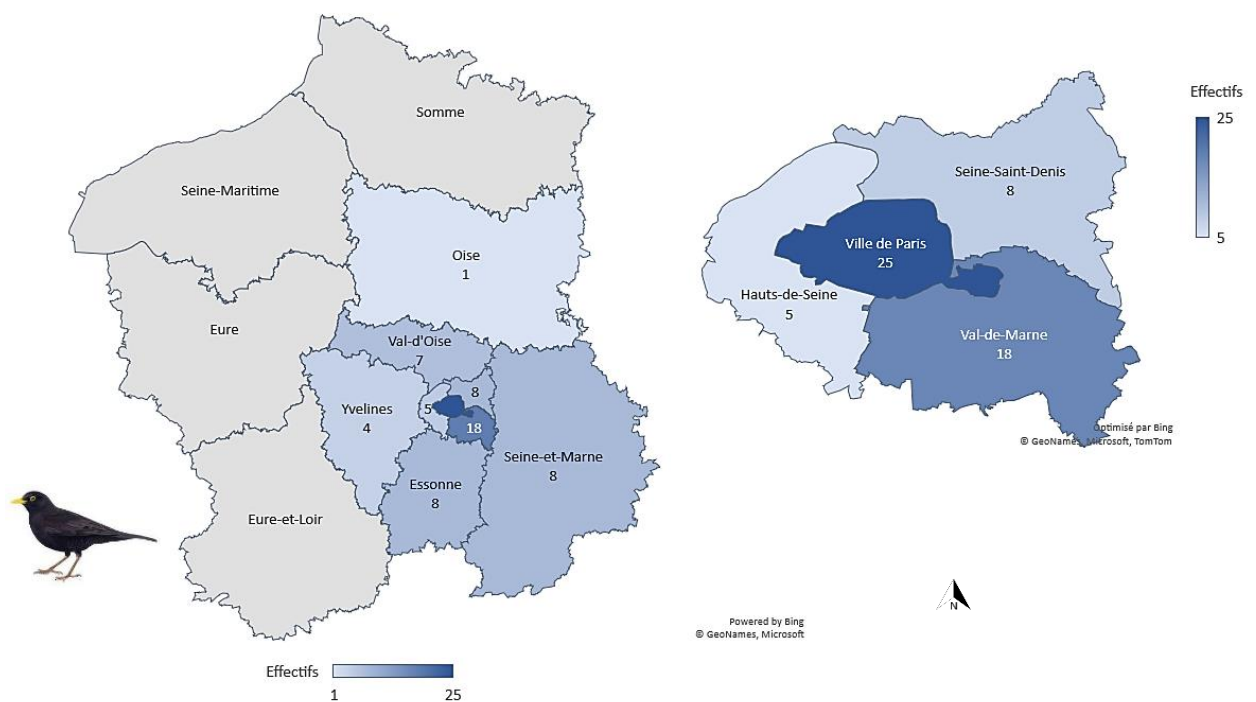 Somme
Seine-Maritime
Oise
1
Eure
Val-d'Oise
7
8
5
Yvelines
4
18
Seine-et-Marne
8
Essonne
8
Eure-et-Loir
Effectifs
1
25
Effectifs
25
5
Seine-Saint-Denis
8
Ville de Paris
25
Hauts-de-Seine
5
Val-de-Marne
18
Optimisé par Bing
© GeoNames, Microsoft, TomTom
N
Powered by Bing
© GeoNames, Microsoft